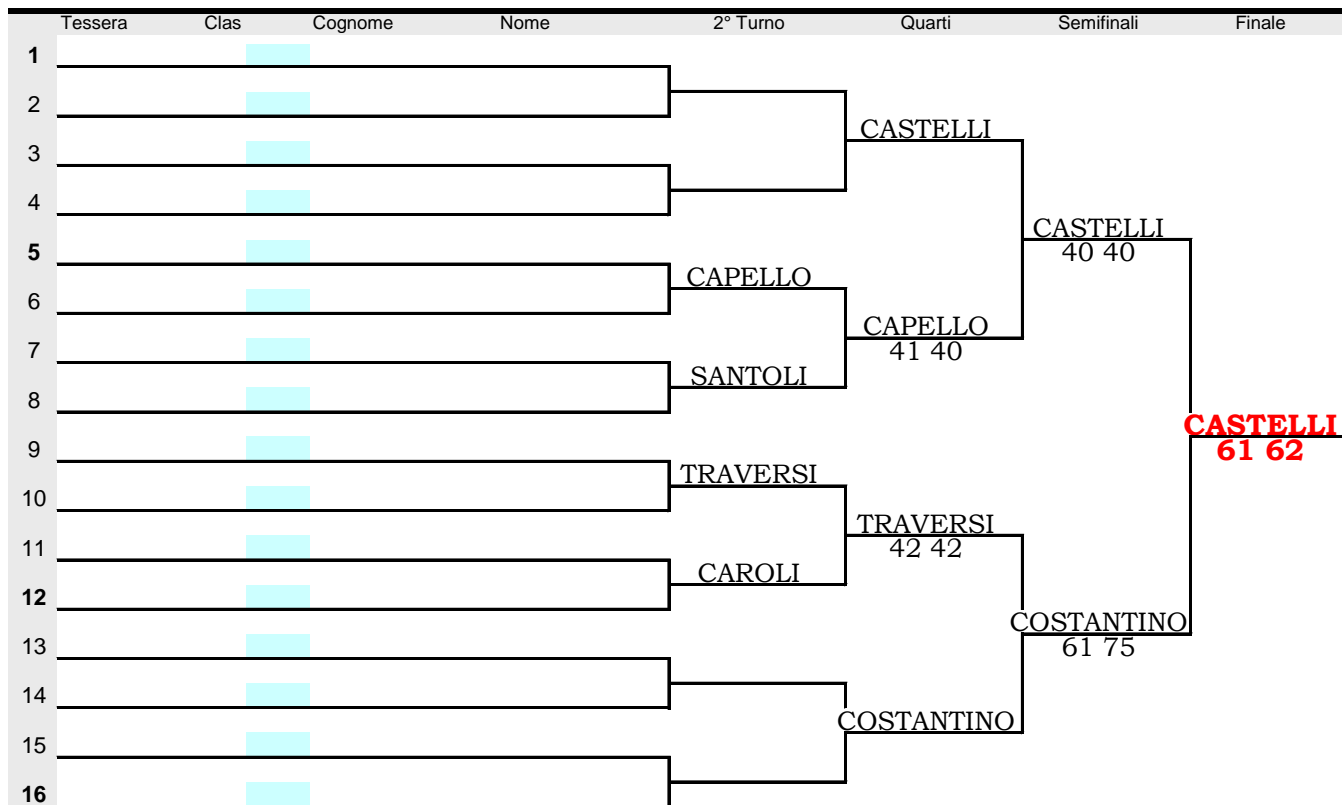 Tessera Clas Cognome Nome 2° Turno Quarti Semifinali Finale
1
2
CASTELLI
3
4
CASTELLI
40 40
5
CAPELLO
6
CAPELLO
41 40
7
SANTOLI
8
CASTELLI
61 62
9
TRAVERSI
10
TRAVERSI
42 42
11
CAROLI
12
COSTANTINO
61 75
13
14
COSTANTINO
15
16